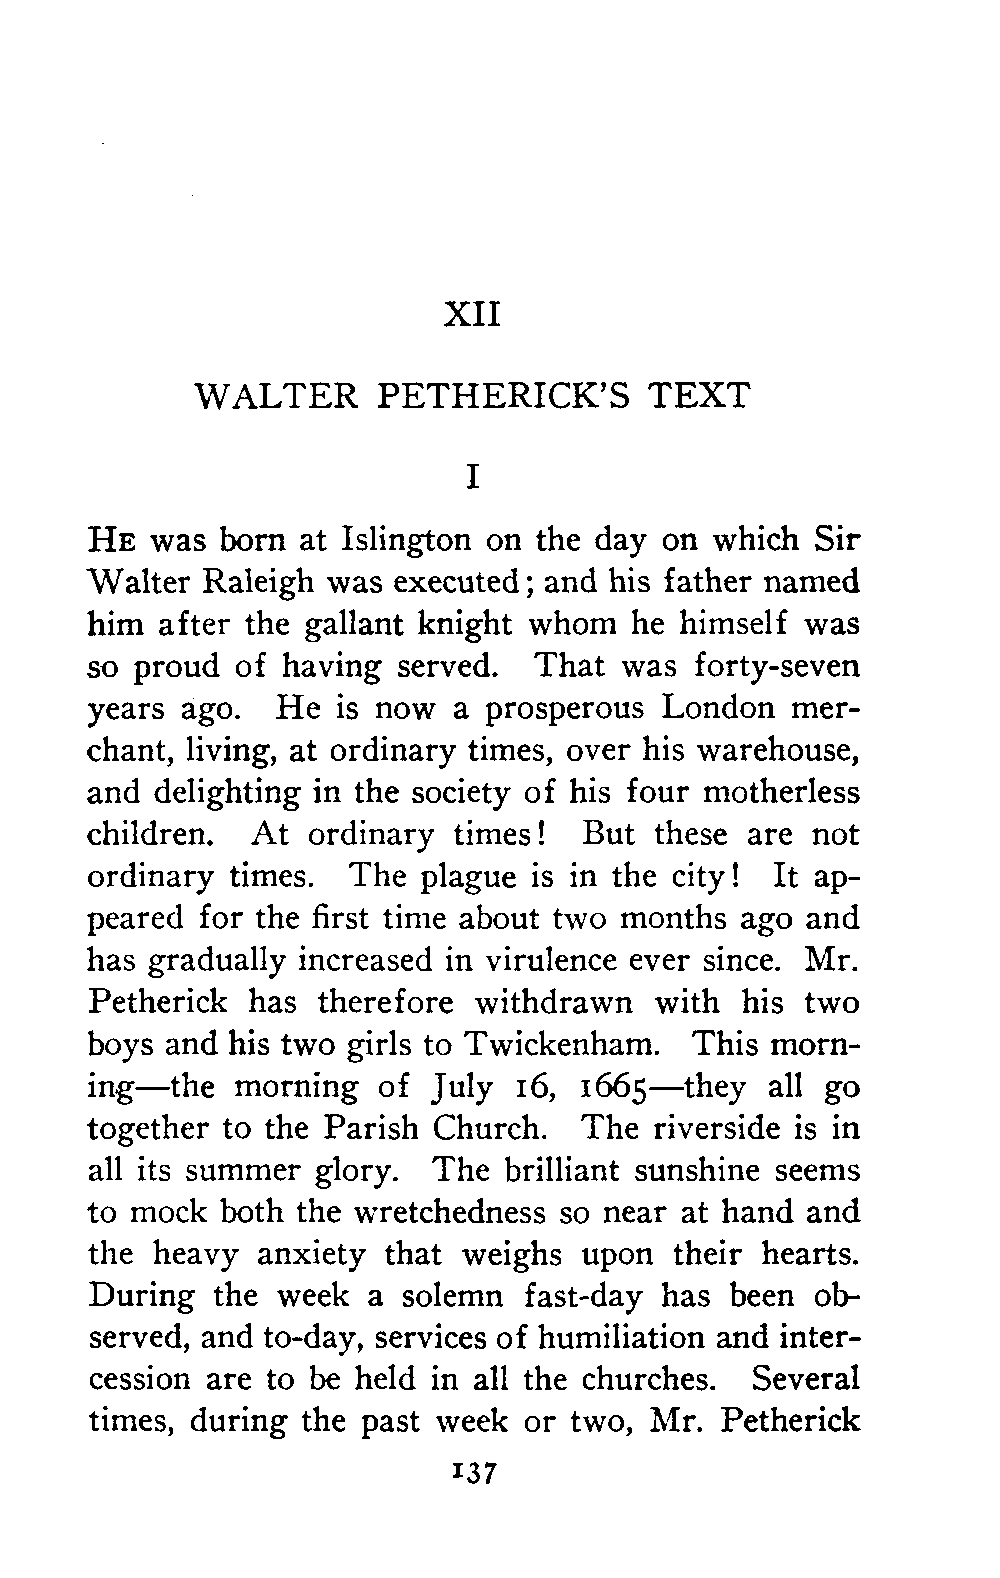 XII
WALTER PETHERICK'S TEXT
I
HE was born at Islington on the day on which Sir
Walter Raleigh was executed; and his father named
him after the gallant knight whom he himself was
so proud of having served. That was forty-seven
years ago. He is now a prosperous London mer-
chant, living, at ordinary times, over his warehouse,
and delighting in the society of his four motherless
children. At ordinary times! But these are not
ordinary times. The plague is in the city! It ap-
peared for the first time about two months ago and
has gradually increased in virulence ever since. Mr.
Petherick has therefore withdrawn with his two
boys and his two girls to Twickenham. This morn-
ing—the morning of July 16, 1665—they all go
together to the Parish Church. The riverside is in
all its summer glory. The brilliant sunshine seems
to mock both the wretchedness so near at hand and
the heavy anxiety that weighs upon their hearts.
During the week a solemn fast-day has been ob-
served, and to-day, services of humiliation and inter-
cession are to be held in all the churches. Several
times, during the past week or two, Mr. Petherick
137